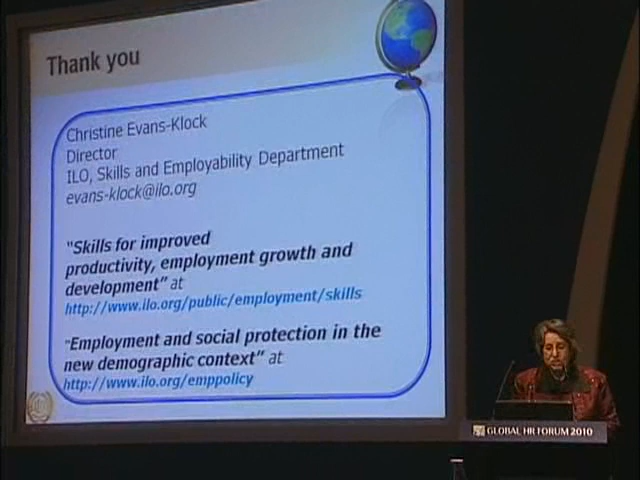 Thank you
Christine Evans-Klock
Director
ILO, Skills and Employability Department
evans-klock@ilo.org
"Skills for improved
productivity, employment growth and
development" at
http://www.ilo.org/public/employment/skills
"Employment and social protection in the
new demographic context" at
http://www.ilo.org/emppolicy
GLOBAL HR FORUM 2010